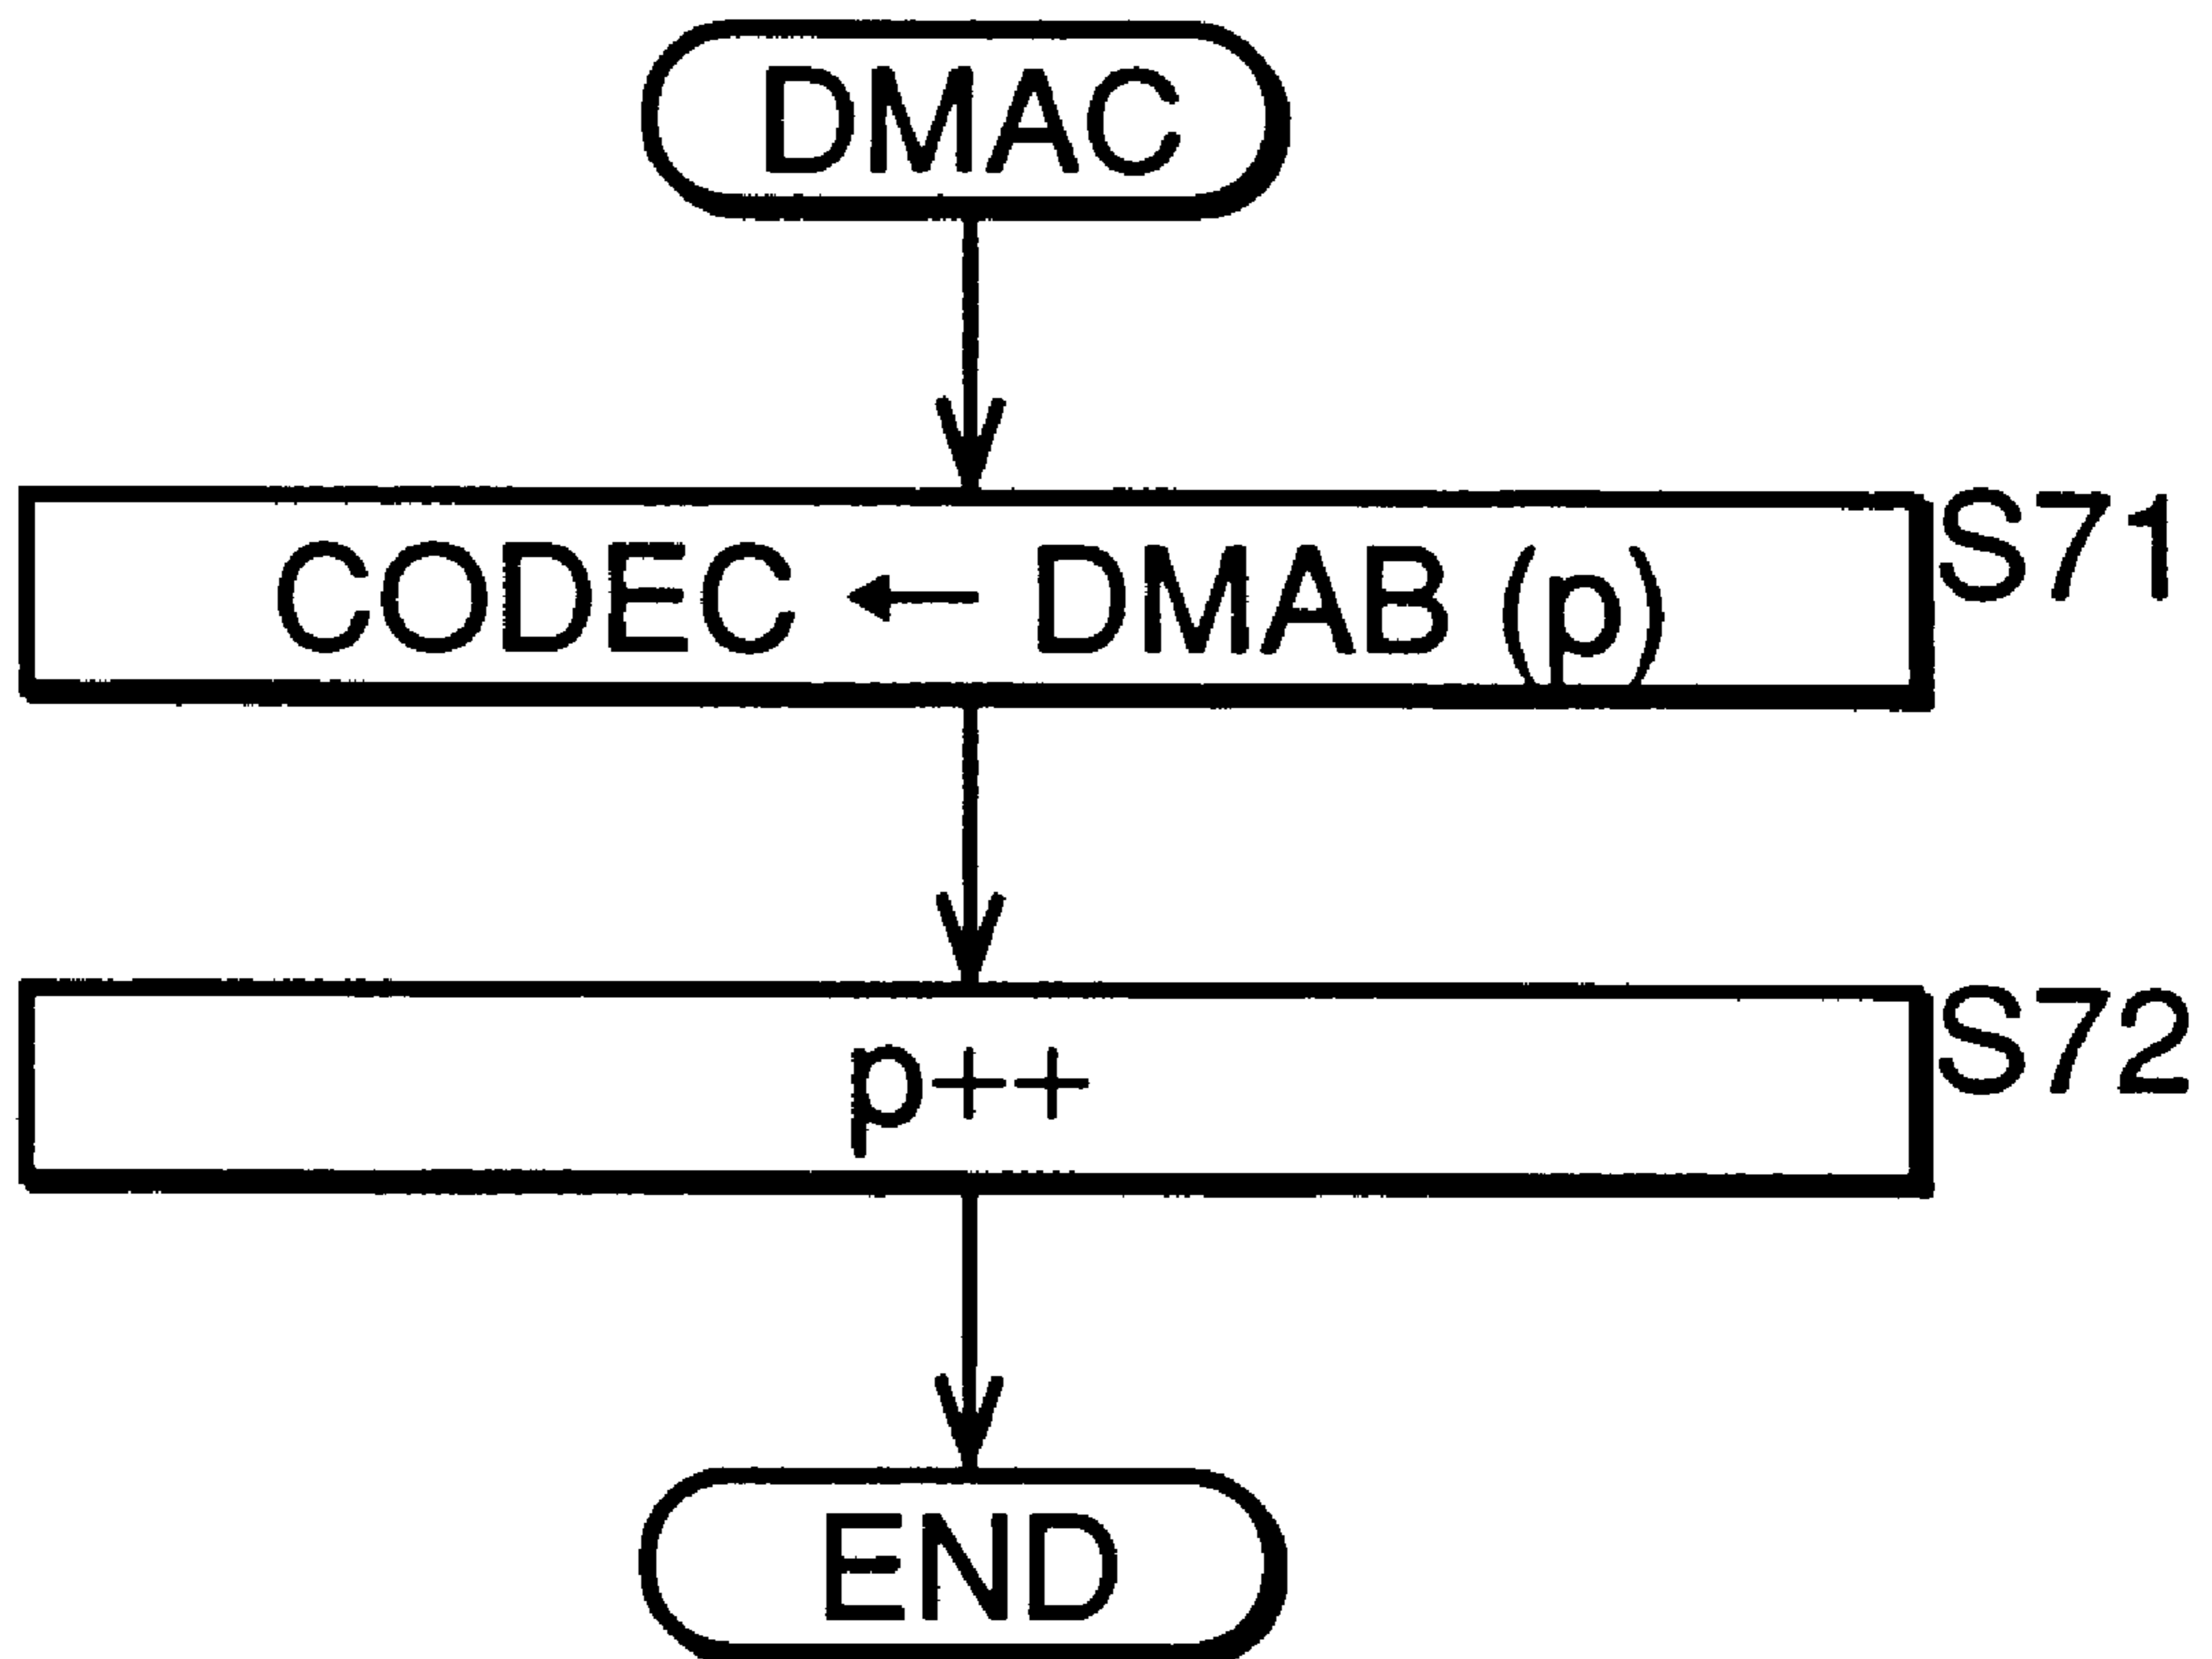 DMAC
CODEC ← DMAB (p) S71
p++ S72
END